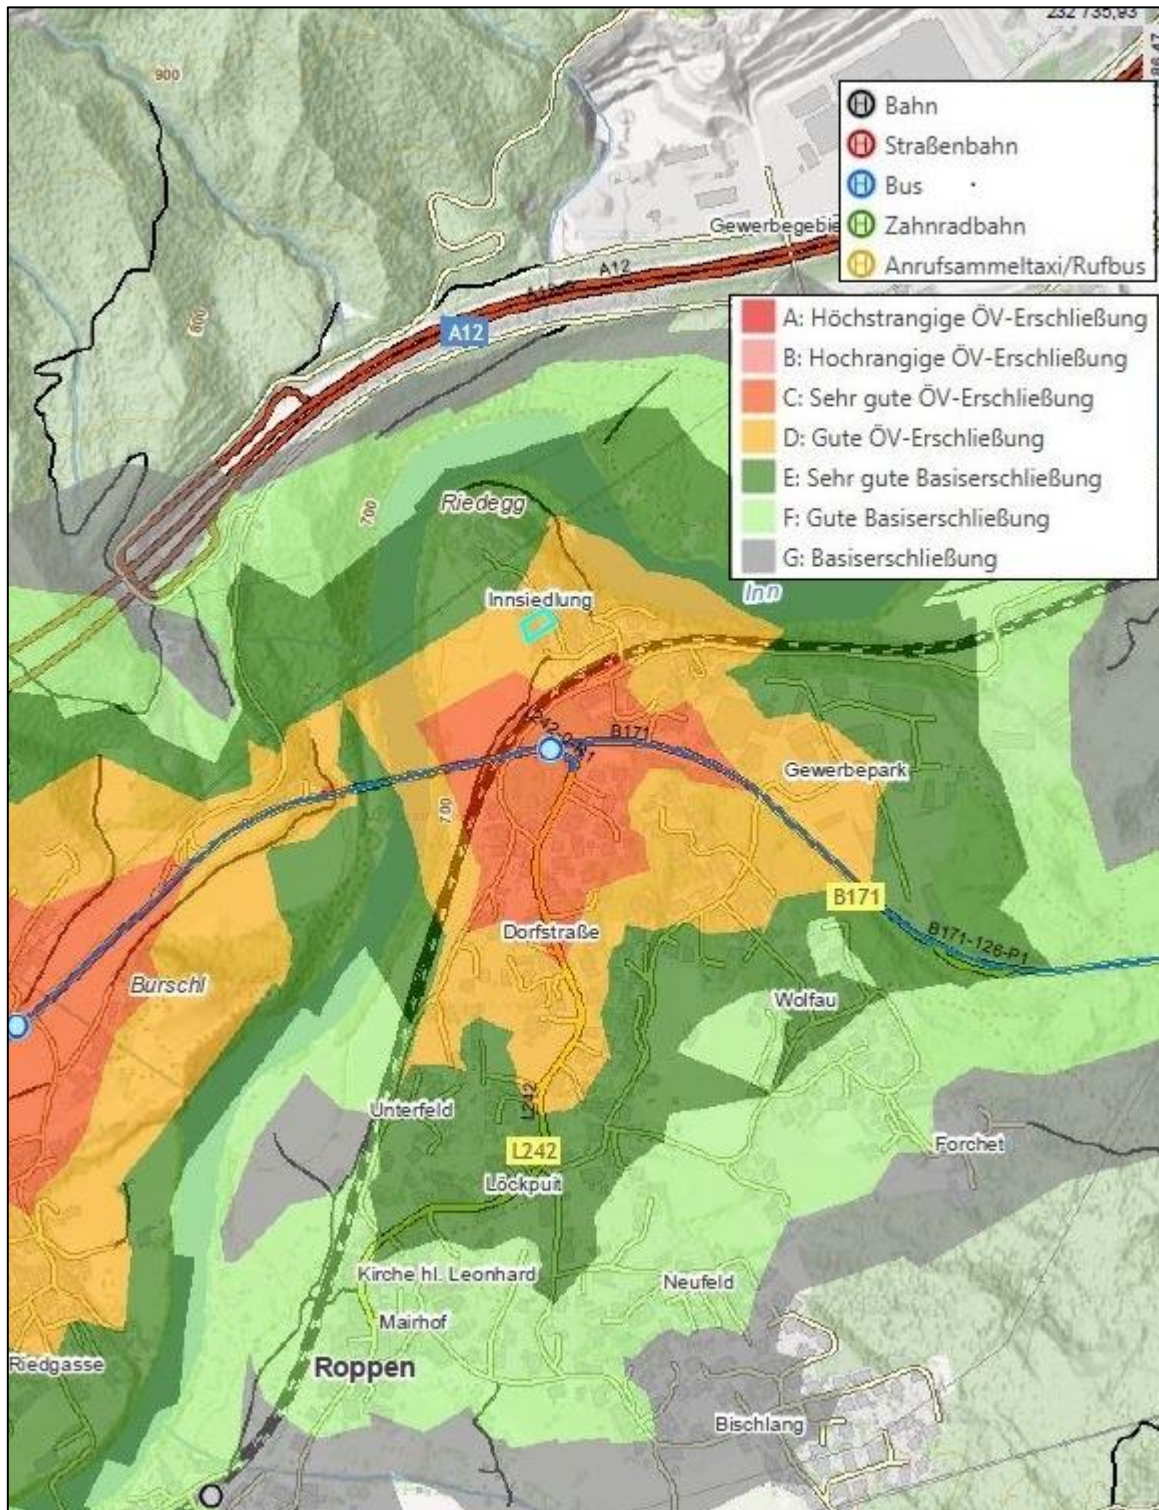 232 735,93
900
H Bahn
H Straßenbahn
H Bus
H Zahnradbahn
H Anrufsammeltaxi/Rufbus
Gewerbegebie
A12
A12
A: Höchstrangige ÖV-Erschließung
B: Hochrangige ÖV-Erschließung
C: Sehr gute ÖV-Erschließung
D: Gute ÖV-Erschließung
E: Sehr gute Basiserschließung
F: Gute Basiserschließung
G: Basiserschließung
700
Riedegg
Innsiedlung
Inn
B171
700
Gewerbepark
B171
Dorfstraße
B171-126-P1
Burschl
Wolfau
Unterfeld
L242
L242
Forchet
Löckpuit
Kirche hl. Leonhard
Neufeld
Mairhof
Riedgasse
Roppen
Bischlang